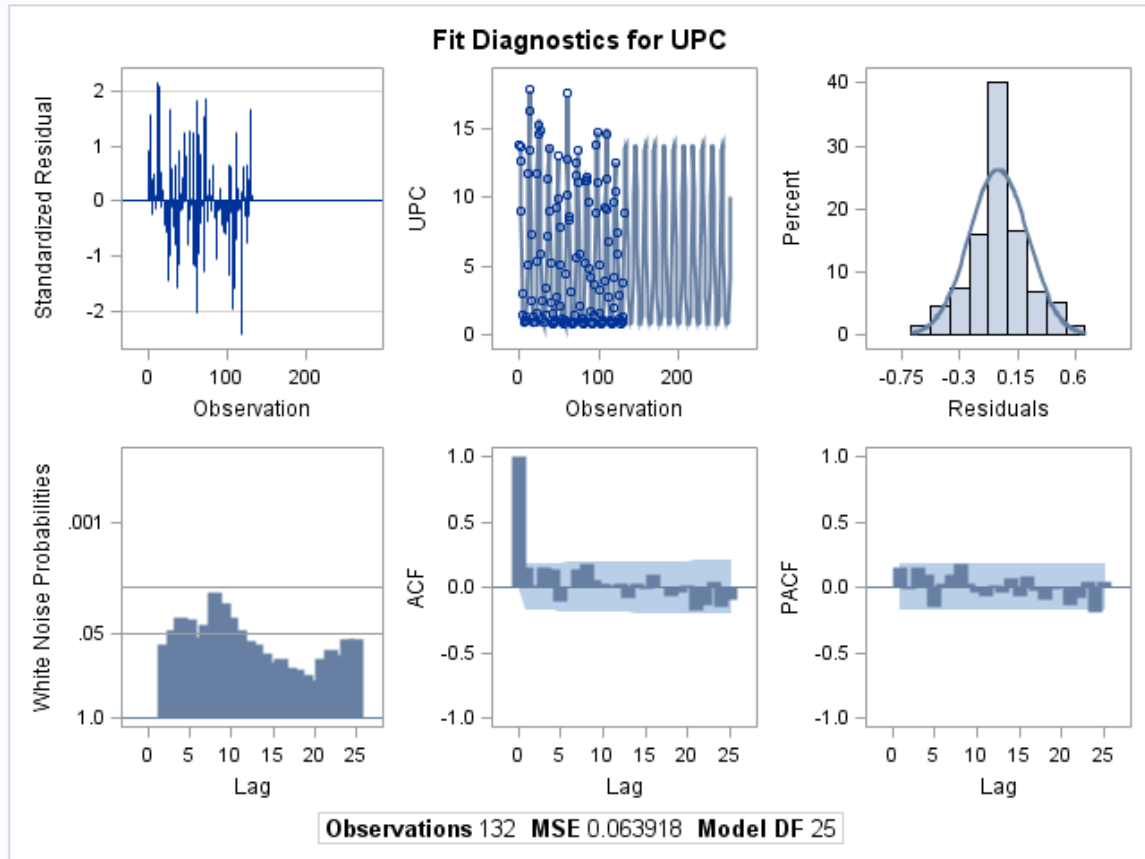 Fit Diagnostics for UPC
Standardized Residual
2
1
0
-1
-2
0 100 200
Observation
UPC
15
10
5
0
0 100 200
Observation
Percent
40
30
20
10
0
-0.75 -0.3 0.15 0.6
Residuals
White Noise Probabilities
.001
.05
1.0
0 5 10 15 20 25
Lag
ACF
1.0
0.5
0.0
-0.5
-1.0
0 5 10 15 20 25
Lag
PACF
1.0
0.5
0.0
-0.5
-1.0
0 5 10 15 20 25
Lag
Observations 132 MSE 0.063918 Model DF 25